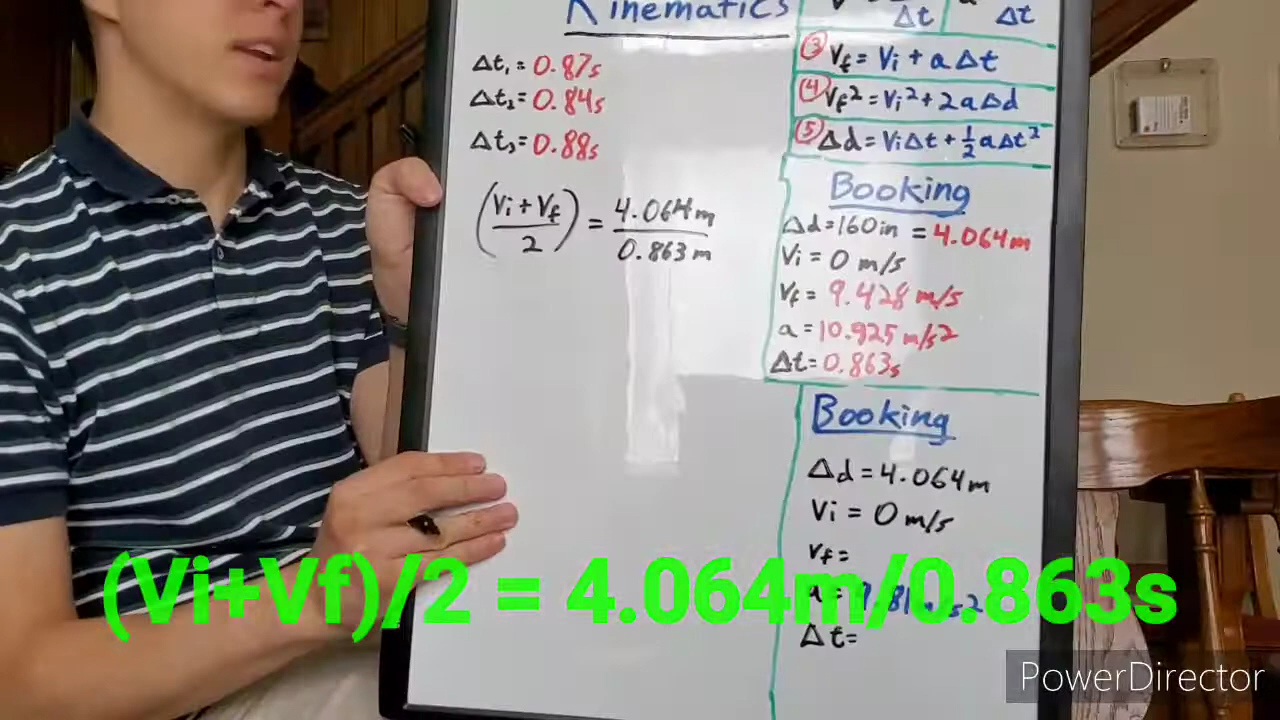 Kinematics
Δt₁ = 0.87s
Δt₂ = 0.84s
Δt₃ = 0.88s
(Vi + Vf / 2) = 4.064m / 0.863m
Δt
Δt
③ Vf = Vi + aΔt
④ Vf² = Vi² + 2aΔd
⑤ Δd = ViΔt + ½aΔt²
Booking
Δd = 160in = 4.064m
Vi = 0 m/s
Vf = 9.428 m/s
a = 10.925 m/s²
Δt = 0.863s
Booking
Δd = 4.064m
Vi = 0 m/s
Vf =
a = 9.81m/s²
Δt =
(Vi+Vf)/2 = 4.064m/0.863s
PowerDirector